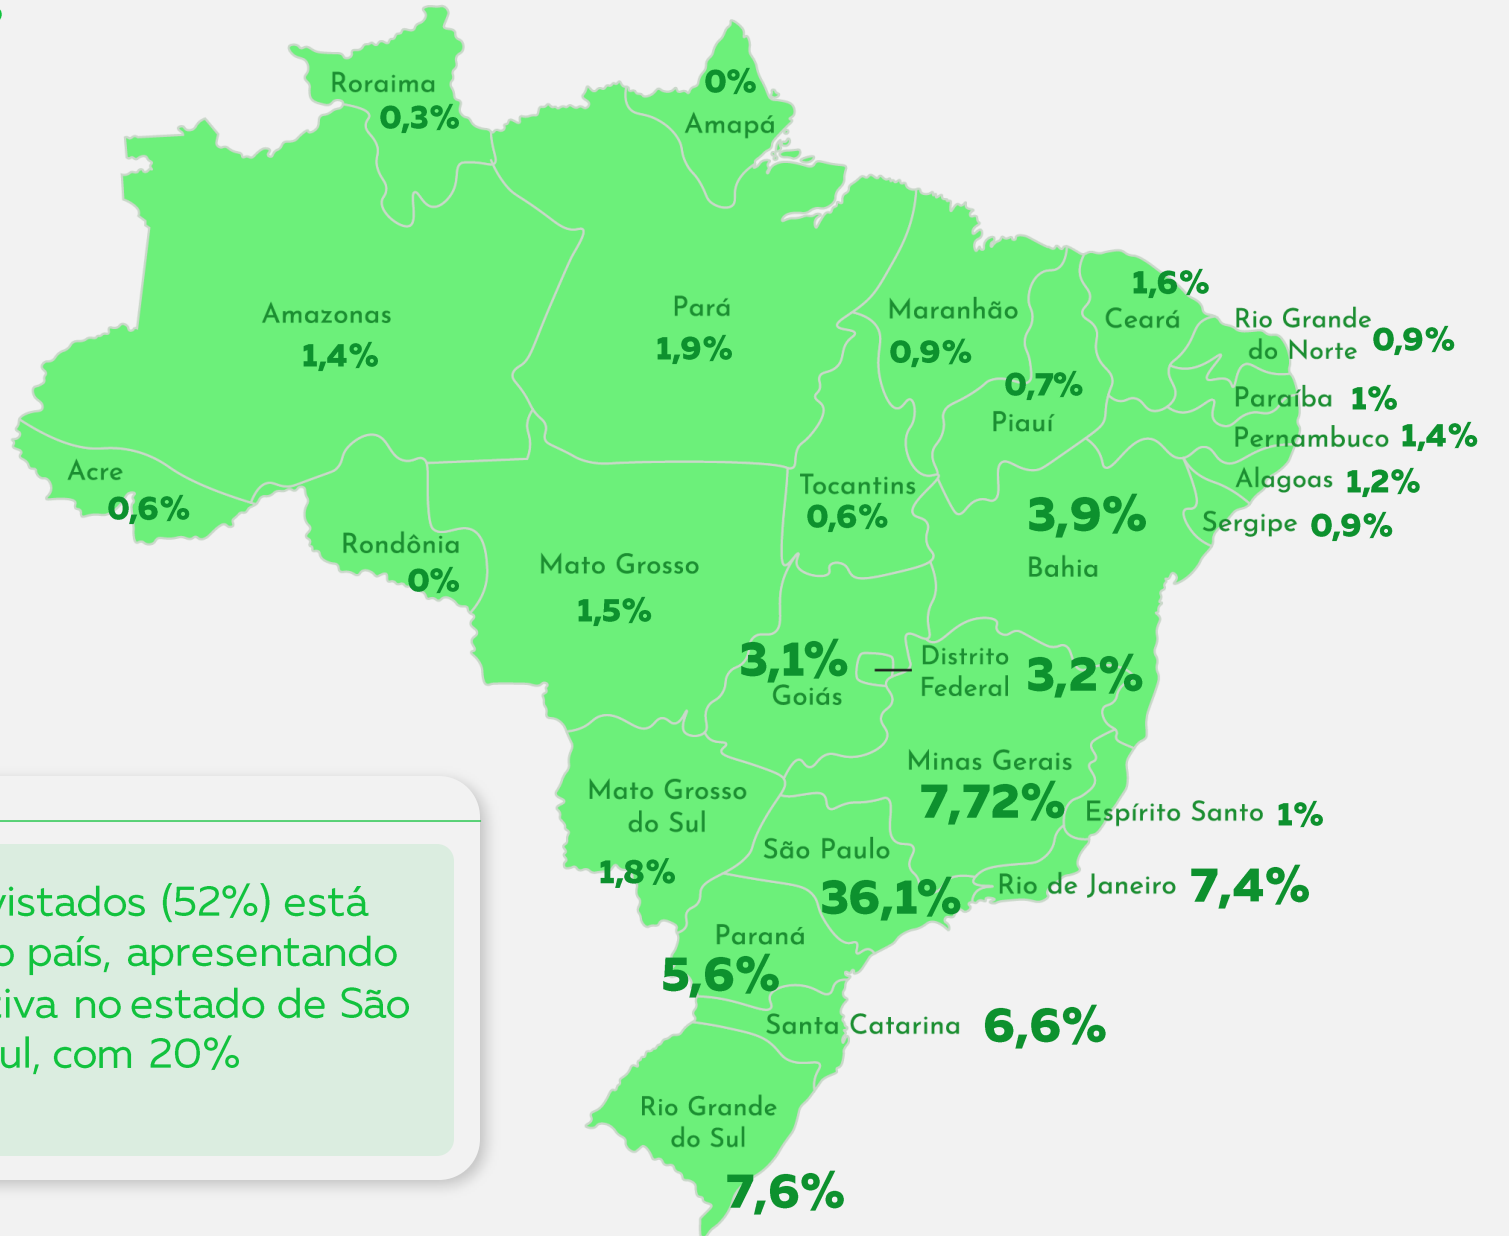 Roraima
0,3%
0%
Amapá
Amazonas
1,4%
Pará
1,9%
Maranhão
0,9%
0,7%
Piauí
1,6%
Ceará
Rio Grande
do Norte 0,9%
Paraíba 1%
Pernambuco 1,4%
Alagoas 1,2%
Sergipe 0,9%
Acre
0,6%
Rondônia
0%
Mato Grosso
1,5%
Tocantins
0,6%
3,9%
Bahia
3,1%
Goiás
Distrito
Federal 3,2%
Minas Gerais
7,72%
Espírito Santo 1%
Mato Grosso
do Sul
1,8%
São Paulo
36,1%
Rio de Janeiro 7,4%
Paraná
5,6%
Santa Catarina 6,6%
Rio Grande
do Sul
7,6%
(52%) está
país, apresentando
no estado de São
com 20%